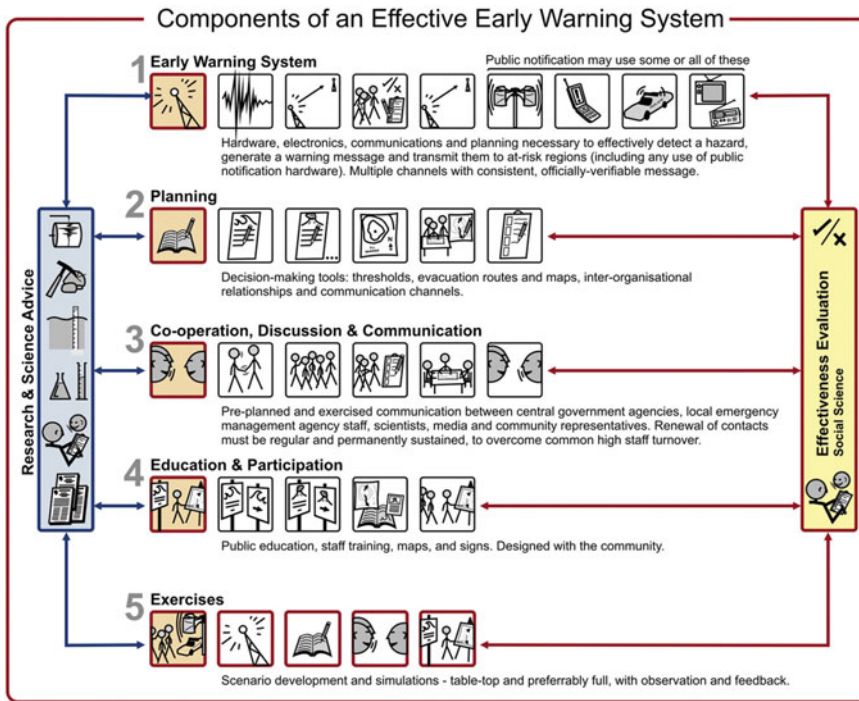 Components of an Effective Early Warning System
1 Early Warning System
Public notification may use some or all of these
Hardware, electronics, communications and planning necessary to effectively detect a hazard,
generate a warning message and transmit them to at-risk regions (including any use of public
notification hardware). Multiple channels with consistent, officially-verifiable message.
2 Planning
Decision-making tools: thresholds, evacuation routes and maps, inter-organisational
relationships and communication channels.
3 Co-operation, Discussion & Communication
Pre-planned and exercised communication between central government agencies, local emergency
management agency staff, scientists, media and community representatives. Renewal of contacts
must be regular and permanently sustained, to overcome common high staff turnover.
4 Education & Participation
Public education, staff training, maps, and signs. Designed with the community.
5 Exercises
Scenario development and simulations - table-top and preferrably full, with observation and feedback.
Research & Science Advice
Effectiveness Evaluation
Social Science